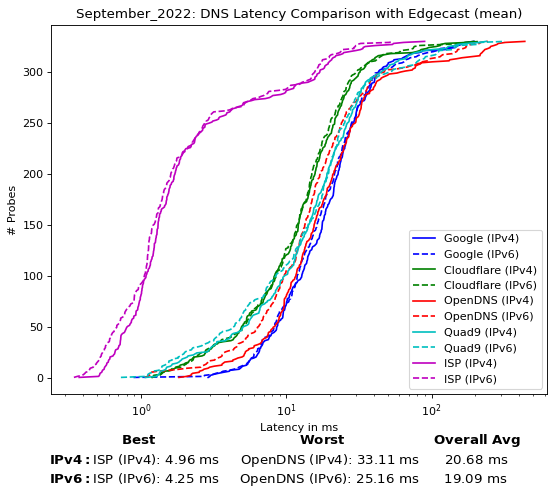 September_2022: DNS Latency Comparison with Edgecast (mean)
# Probes
300
250
200
150
100
50
0
Google (IPv4)
Google (IPv6)
Cloudflare (IPv4)
Cloudflare (IPv6)
OpenDNS (IPv4)
OpenDNS (IPv6)
Quad9 (IPv4)
Quad9 (IPv6)
ISP (IPv4)
ISP (IPv6)
10⁰ 10¹ 10²
Latency in ms
Best Worst Overall Avg
IPv4: ISP (IPv4): 4.96 ms OpenDNS (IPv4): 33.11 ms 20.68 ms
IPv6: ISP (IPv6): 4.25 ms OpenDNS (IPv6): 25.16 ms 19.09 ms